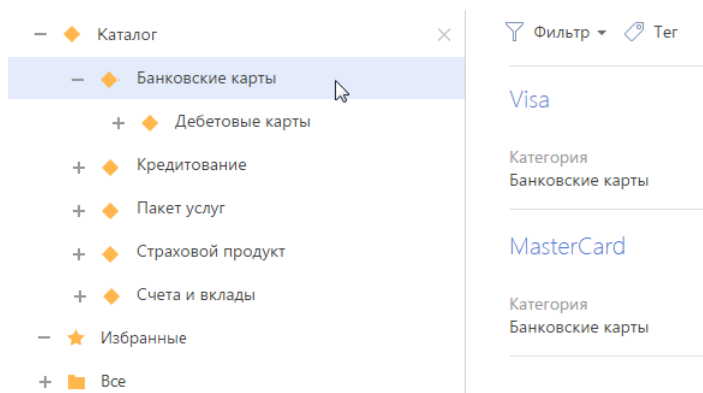 Каталог
Банковские карты
Дебетовые карты
Кредитование
Пакет услуг
Страховой продукт
Счета и вклады
Избранные
Все
Фильтр
Тег
Visa
Категория
Банковские карты
MasterCard
Категория
Банковские карты